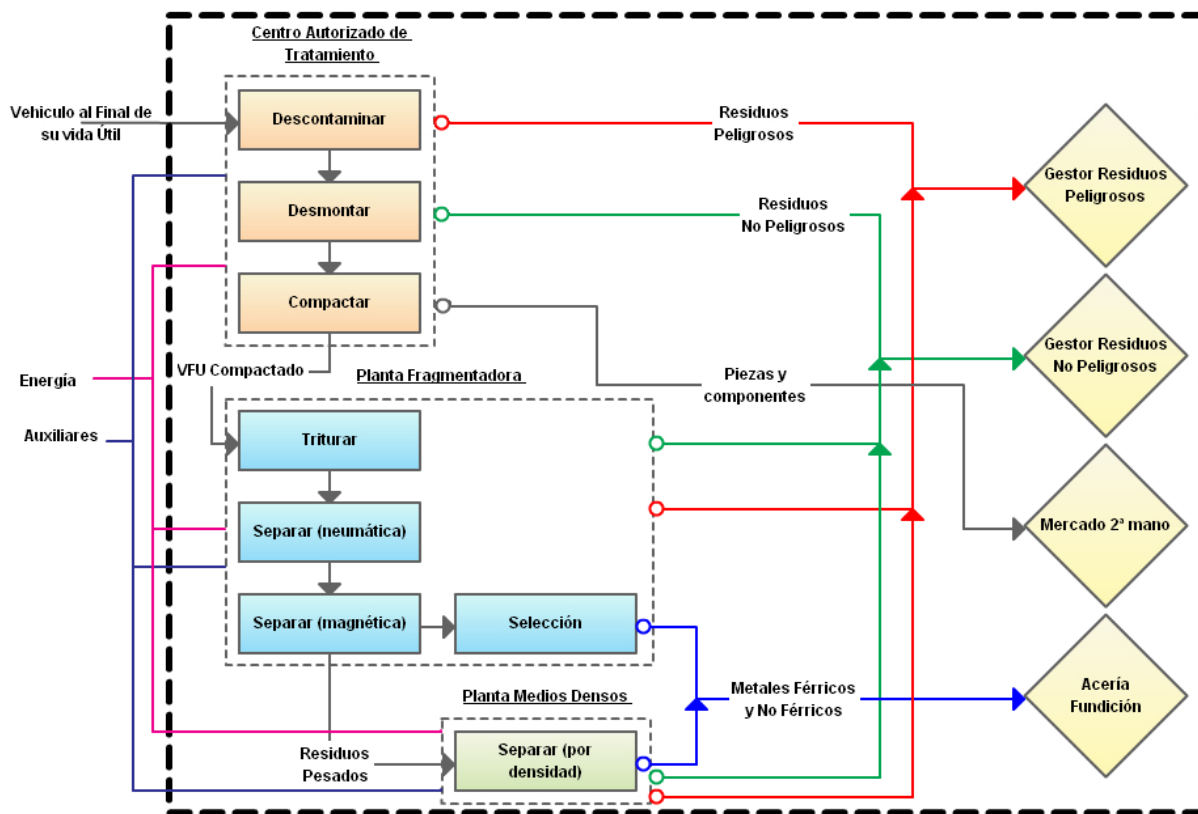 Centro Autorizado de
Tratamiento
Vehiculo al Final de
su vida Útil
Descontaminar
Residuos
Peligrosos
Gestor Residuos
Peligrosos
Desmontar
Residuos
No Peligrosos
Compactar
VFU Compactado
Planta Fragmentadora
Piezas y
componentes
Gestor Residuos
No Peligrosos
Energía
Auxiliares
Triturar
Separar (neumática)
Mercado 2ª mano
Separar (magnética)
Selección
Planta Medios Densos
Metales Férricos
y No Férricos
Acería
Fundición
Residuos
Pesados
Separar (por
densidad)